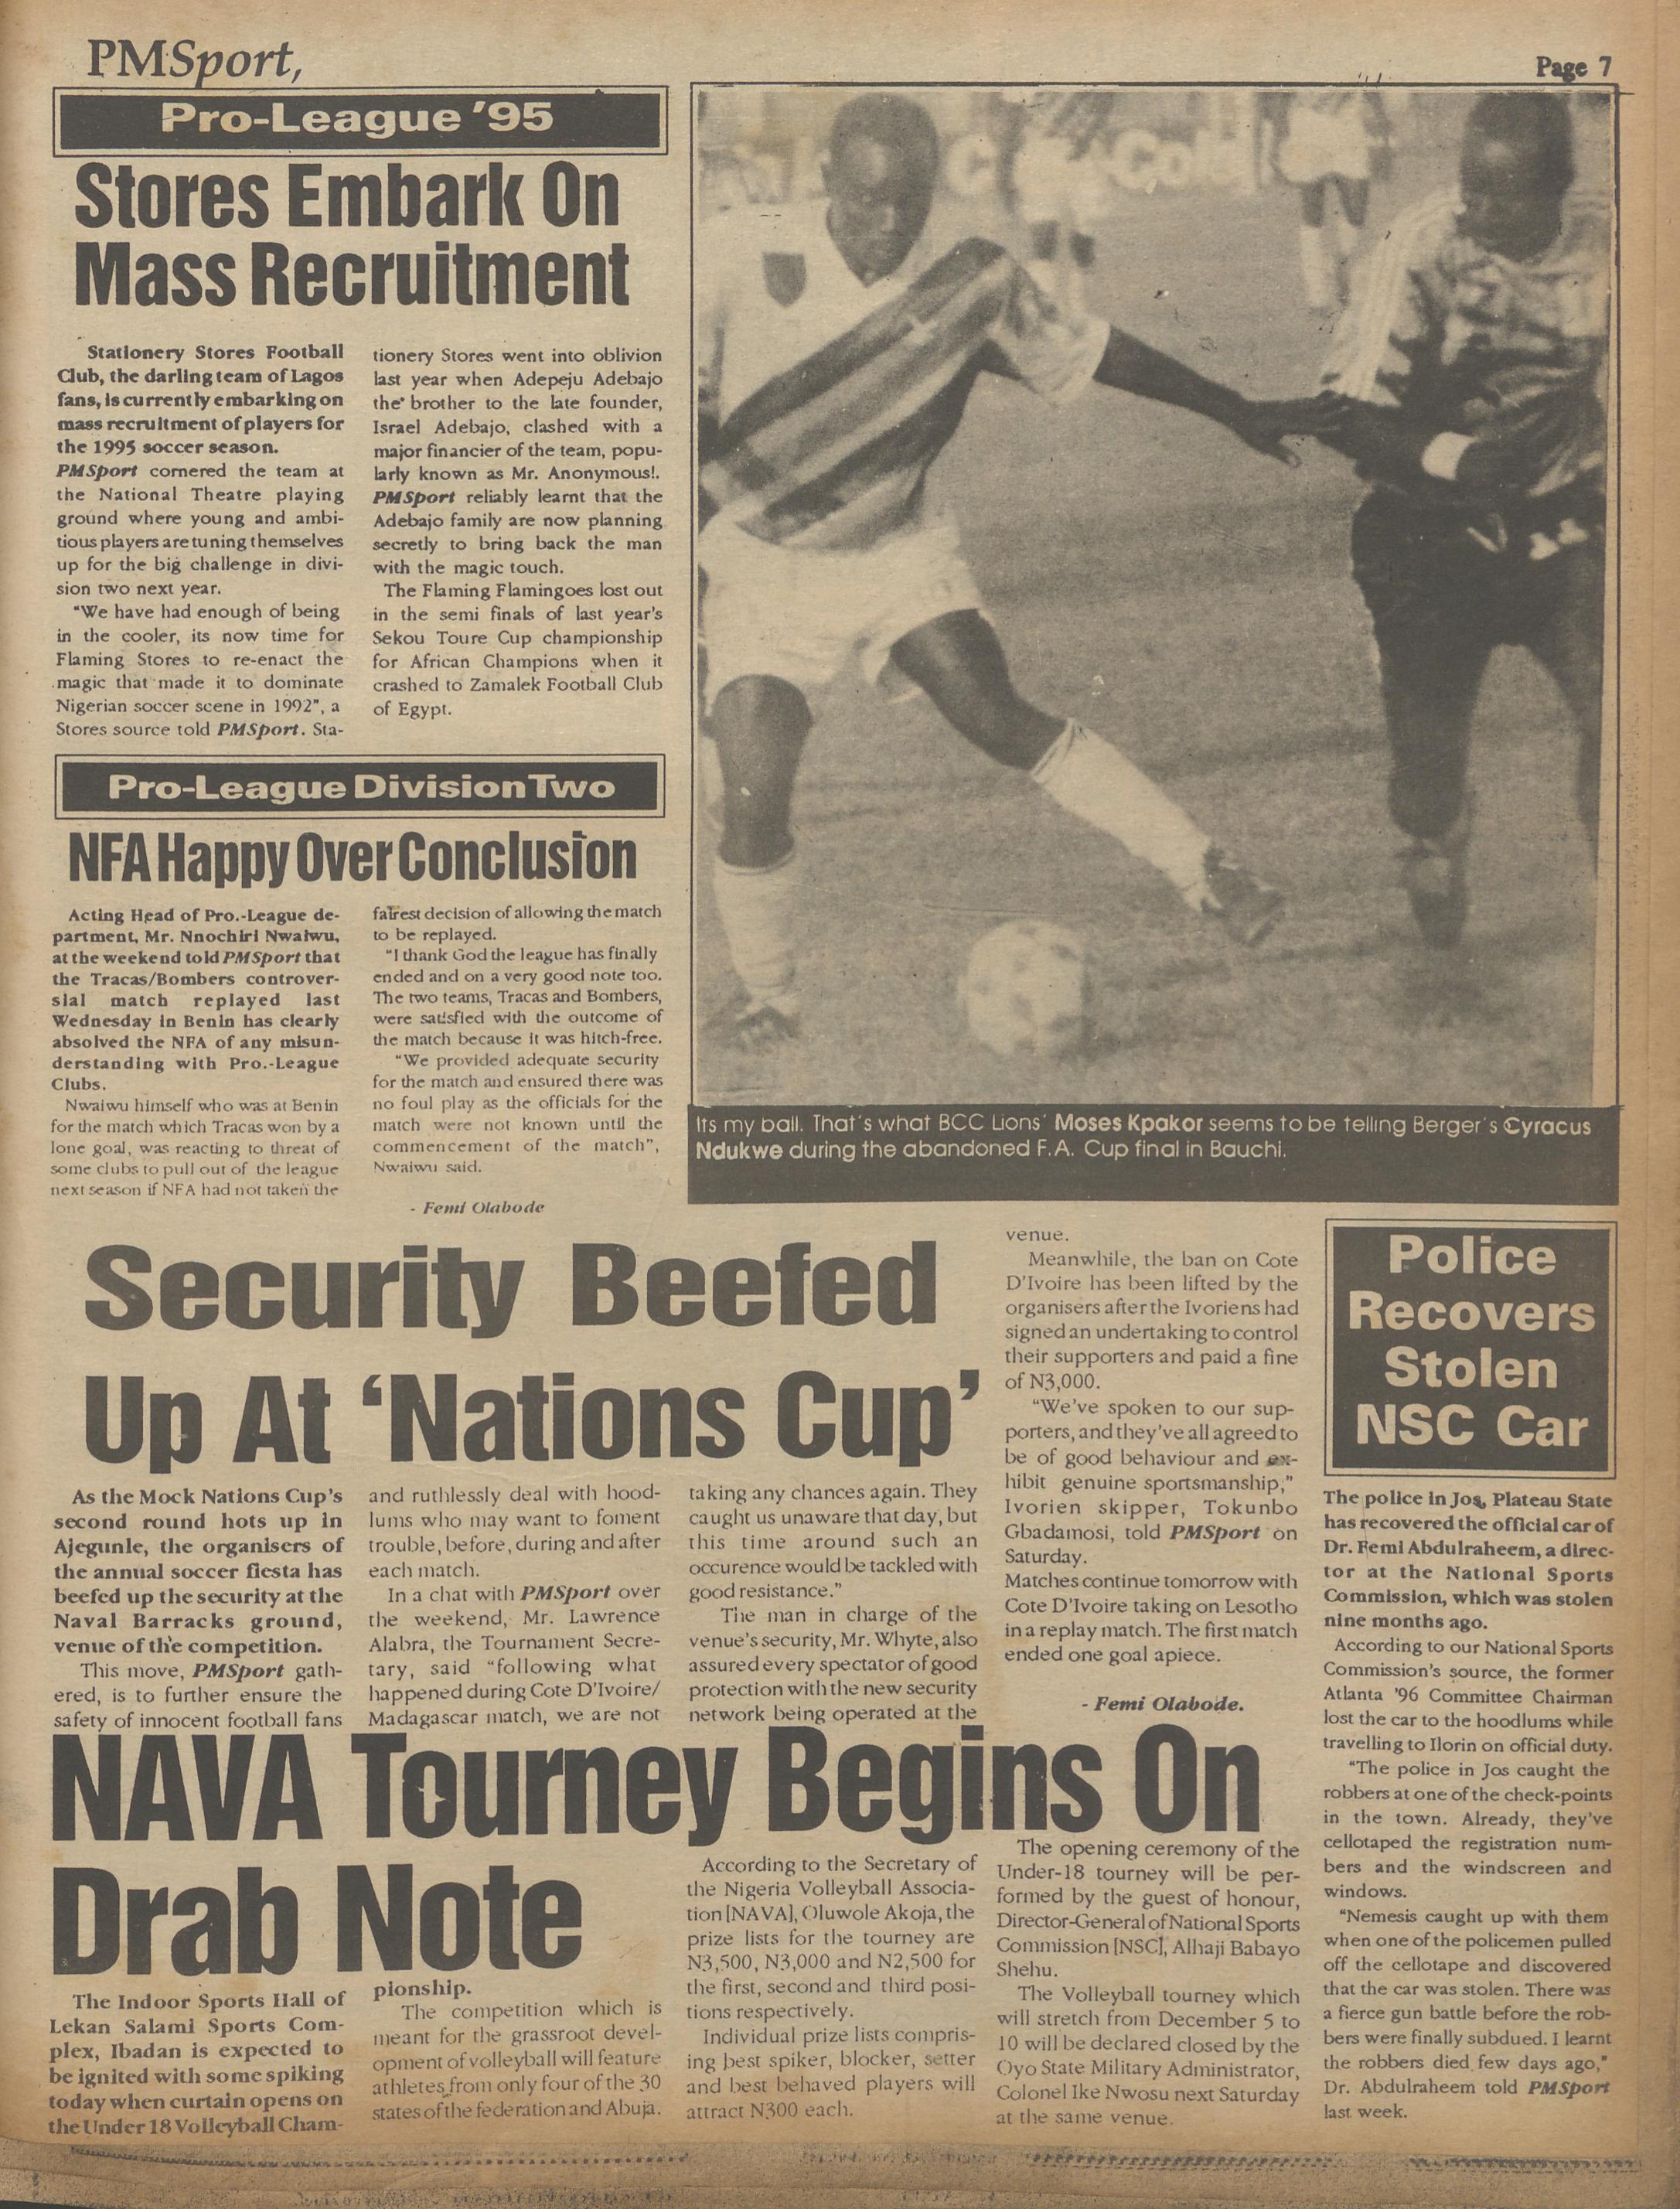 PMSport,
Page 7
Pro-League '95
Stores Embark On
Mass Recruitment
Stationery Stores Football
Club, the darling team of Lagos
fans, is currently embarking on
mass recruitment of players for
the 1995 soccer season.
PMSport cornered the team at
the National Theatre playing
ground where young and ambi-
tious players are tuning themselves
up for the big challenge in divi-
sion two next year.
"We have had enough of being
in the cooler, its now time for
Flaming Stores to re-enact the
magic that made it to dominate
Nigerian soccer scene in 1992", a
Stores source told PMSport. Sta-
tionery Stores went into oblivion
last year when Adepeju Adebajo
the brother to the late founder,
Israel Adebajo, clashed with a
major financier of the team, popu-
larly known as Mr. Anonymous!.
PMSport reliably learnt that the
Adebajo family are now planning
secretly to bring back the man
with the magic touch.
The Flaming Flamingoes lost out
in the semi finals of last year's
Sekou Toure Cup championship
for African Champions when it
crashed to Zamalek Football Club
of Egypt.
Pro-League Division Two
NFA Happy Over Conclusion
Acting Head of Pro.-League de-
partment, Mr. Nnochiri Nwaiwu,
at the weekend told PMSport that
the Tracas/Bombers controver-
sial match replayed last
Wednesday in Benin has clearly
absolved the NFA of any misun-
derstanding with Pro.-League
Clubs.
Nwaiwu himself who was at Benin
for the match which Tracas won by a
lone goal, was reacting to threat of
some clubs to pull out of the league
next season if NFA had not taken the
fairest decision of allowing the match
to be replayed.
"I thank God the league has finally
ended and on a very good note too.
The two teams, Tracas and Bombers,
were satisfied with the outcome of
the match because it was hitch-free.
"We provided adequate security
for the match and ensured there was
no foul play as the officials for the
match were not known until the
commencement of the match",
Nwaiwu said.
- Femi Olabode
Its my ball. That's what BCC Lions' Moses Kpakor seems to be telling Berger's Cyracus
Ndukwe during the abandoned F.A. Cup final in Bauchi.
Security Beefed
Up At 'Nations Cup'
As the Mock Nations Cup's
second round hots up in
Ajegunle, the organisers of
the annual soccer fiesta has
beefed up the security at the
Naval Barracks ground,
venue of the competition.
This move, PMSport gath-
ered, is to further ensure the
safety of innocent football fans
and ruthlessly deal with hood-
lums who may want to foment
trouble, before, during and after
each match.
In a chat with PMSport over
the weekend, Mr. Lawrence
Alabra, the Tournament Secre-
tary, said "following what
happened during Cote D'Ivoire/
Madagascar match, we are not
taking any chances again. They
caught us unaware that day, but
this time around such an
occurence would be tackled with
good resistance."
The man in charge of the
venue's security, Mr. Whyte, also
assured every spectator of good
protection with the new security
network being operated at the
venue.
Meanwhile, the ban on Cote
D'Ivoire has been lifted by the
organisers after the Ivoriens had
signed an undertaking to control
their supporters and paid a fine
of N3,000.
"We've spoken to our sup-
porters, and they've all agreed to
be of good behaviour and ex-
hibit genuine sportsmanship,"
Ivorien skipper, Tokunbo
Gbadamosi, told PMSport on
Saturday.
Matches continue tomorrow with
Cote D'Ivoire taking on Lesotho
in a replay match. The first match
ended one goal apiece.
- Femi Olabode.
Police
Recovers
Stolen
NSC Car
The police in Jos, Plateau State
has recovered the official car of
Dr. Femi Abdulraheem, a direc-
tor at the National Sports
Commission, which was stolen
nine months ago.
According to our National Sports
Commission's source, the former
Atlanta '96 Committee Chairman
lost the car to the hoodlums while
travelling to Ilorin on official duty.
"The police in Jos caught the
robbers at one of the check-points
in the town. Already, they've
cellotaped the registration num-
bers and the windscreen and
windows.
"Nemesis caught up with them
when one of the policemen pulled
off the cellotape and discovered
that the car was stolen. There was
a fierce gun battle before the rob-
bers were finally subdued. I learnt
the robbers died few days ago,"
Dr. Abdulraheem told PMSport
last week.
NAVA Tourney Begins On
Drab Note
The Indoor Sports Hall of
Lekan Salami Sports Com-
plex, Ibadan is expected to
be ignited with some spiking
today when curtain opens on
the Under 18 Volleyball Cham-
pionship.
The competition which is
meant for the grassroot devel-
opment of volleyball will feature
athletes from only four of the 30
states of the federation and Abuja.
According to the Secretary of
the Nigeria Volleyball Associa-
tion [NAVA], Oluwole Akoja, the
prize lists for the tourney are
N3,500, N3,000 and N2,500 for
the first, second and third posi-
tions respectively.
Individual prize lists compris-
ing best spiker, blocker, setter
and best behaved players will
attract N300 each.
The opening ceremony of the
Under-18 tourney will be per-
formed by the guest of honour,
Director-General of National Sports
Commission [NSC], Alhaji Babayo
Shehu.
The Volleyball tourney which
will stretch from December 5 to
10 will be declared closed by the
Oyo State Military Administrator,
Colonel Ike Nwosu next Saturday
at the same venue.